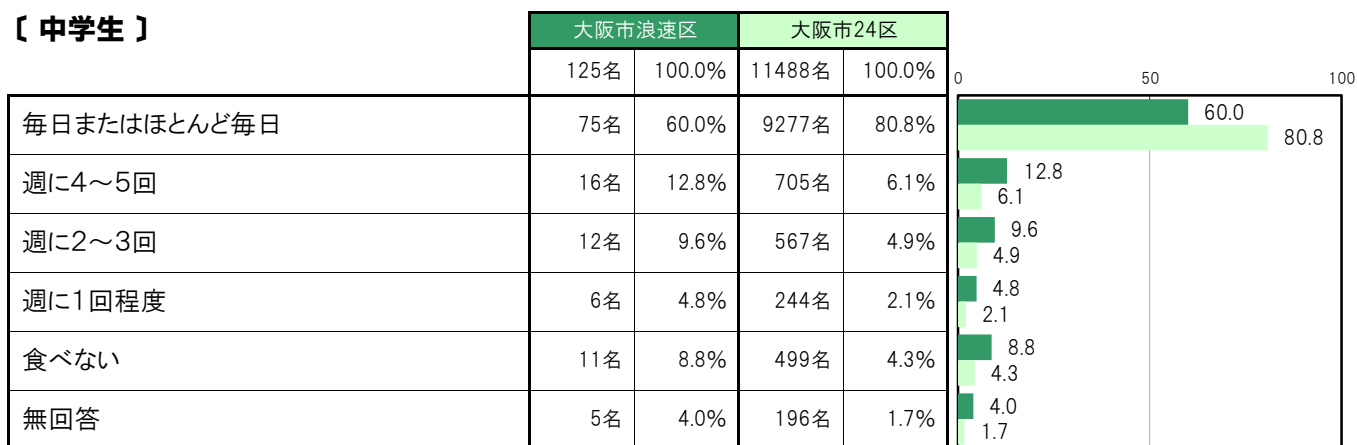 〔 中学生 〕
大阪市浪速区 大阪市24区
125名 100.0% 11488名 100.0%
0 50 100
毎日またはほとんど毎日 75名 60.0% 9277名 80.8% 60.0
80.8
週に4～5回 16名 12.8% 705名 6.1% 12.8
6.1
週に2～3回 12名 9.6% 567名 4.9% 9.6
4.9
週に1回程度 6名 4.8% 244名 2.1% 4.8
2.1
食べない 11名 8.8% 499名 4.3% 8.8
4.3
無回答 5名 4.0% 196名 1.7% 4.0
1.7